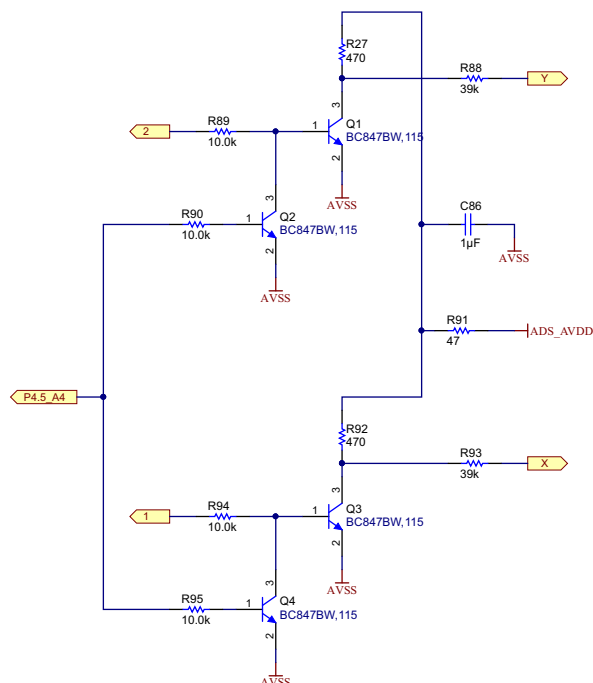 R27
470
R88
39k
Y
3
Q1
BC847BW,115
1
2
AVSS
2
R89
10.0k
3
Q2
BC847BW,115
1
2
AVSS
R90
10.0k
C86
1µF
AVSS
R91
47
ADS_AVDD
P4.5_A4
R92
470
R93
39k
X
3
Q3
BC847BW,115
1
2
AVSS
1
R94
10.0k
3
Q4
BC847BW,115
1
2
AVSS
R95
10.0k